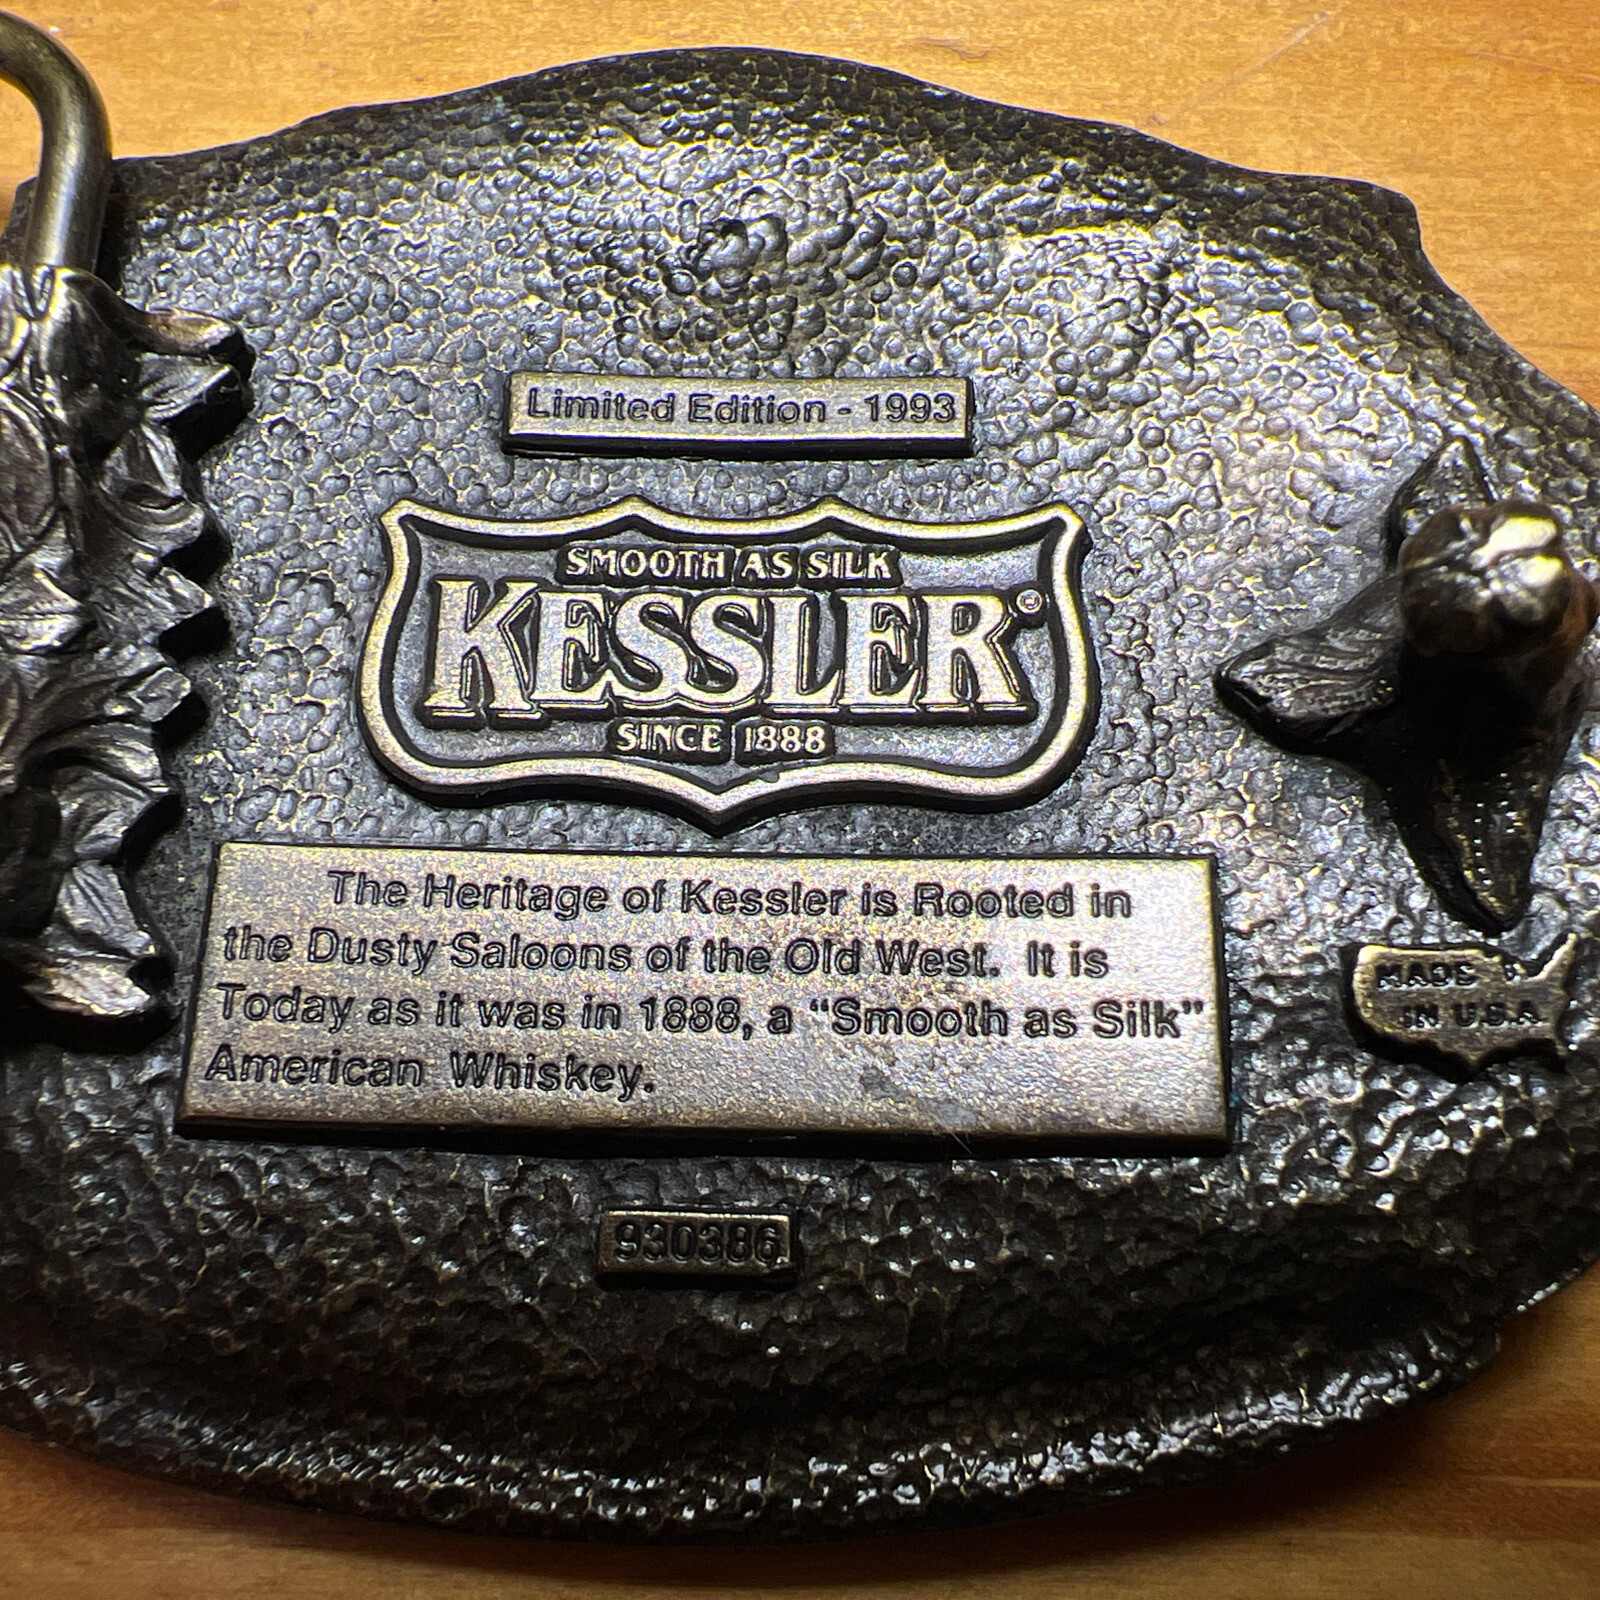 Limited Edition - 1993
SMOOTH AS SILK
KESSLER®
SINCE 1888
The Heritage of Kessler is Rooted in
the Dusty Saloons of the Old West. It is
Today as it was in 1888, a “Smooth as Silk”
American Whiskey.
MADE
IN U.S.A
930386